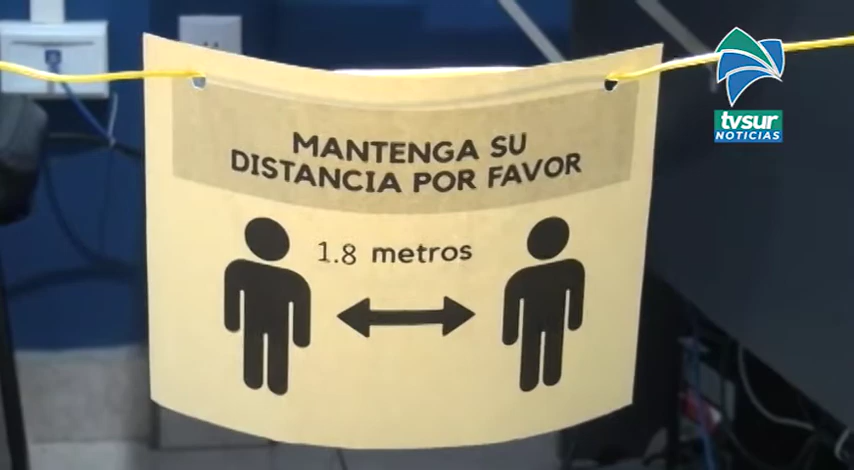 MANTENGA SU
DISTANCIA POR FAVOR
1.8 metros
tvsur
NOTICIAS